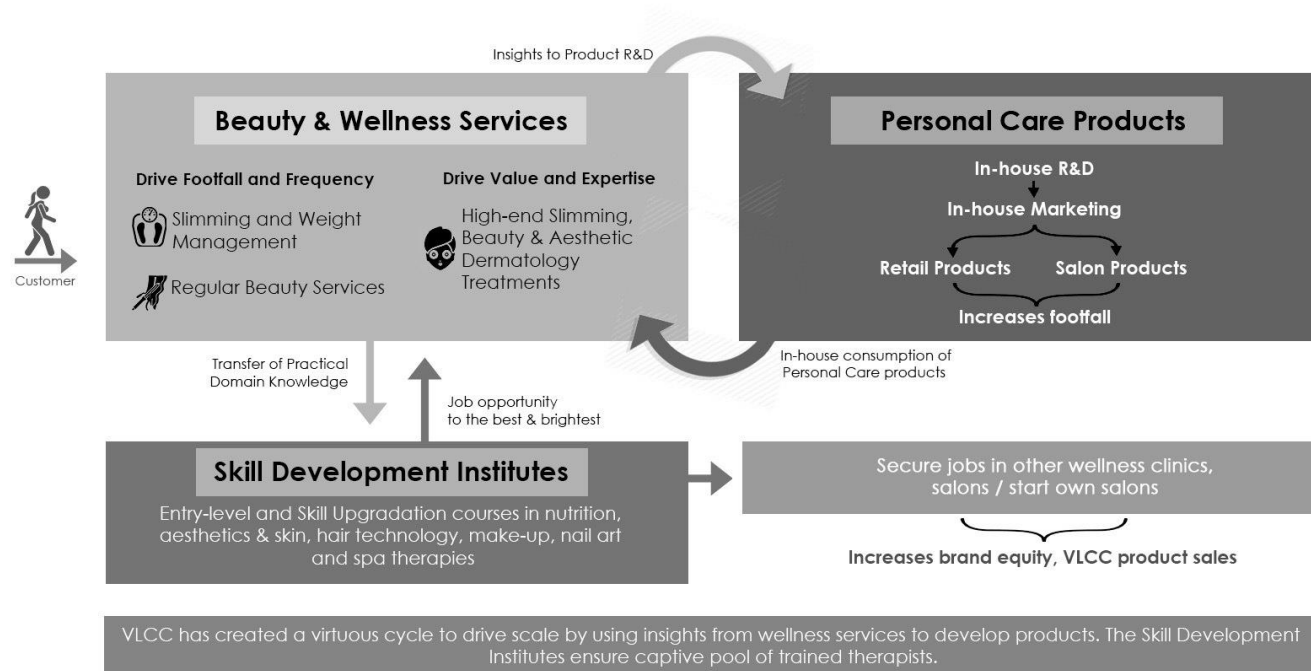 Insights to Product R&D
Beauty & Wellness Services
Drive Footfall and Frequency
Slimming and Weight
Management
Regular Beauty Services
Drive Value and Expertise
High-end Slimming,
Beauty & Aesthetic
Dermatology
Treatments
Customer
Personal Care Products
In-house R&D
In-house Marketing
Retail Products
Salon Products
Increases footfall
In-house consumption of
Personal Care products
Transfer of Practical
Domain Knowledge
Job opportunity
to the best & brightest
Skill Development Institutes
Entry-level and Skill Upgradation courses in nutrition,
aesthetics & skin, hair technology, make-up, nail art
and spa therapies
Secure jobs in other wellness clinics,
salons / start own salons
Increases brand equity, VLCC product sales
VLCC has created a virtuous cycle to drive scale by using insights from wellness services to develop products. The Skill Development
Institutes ensure captive pool of trained therapists.